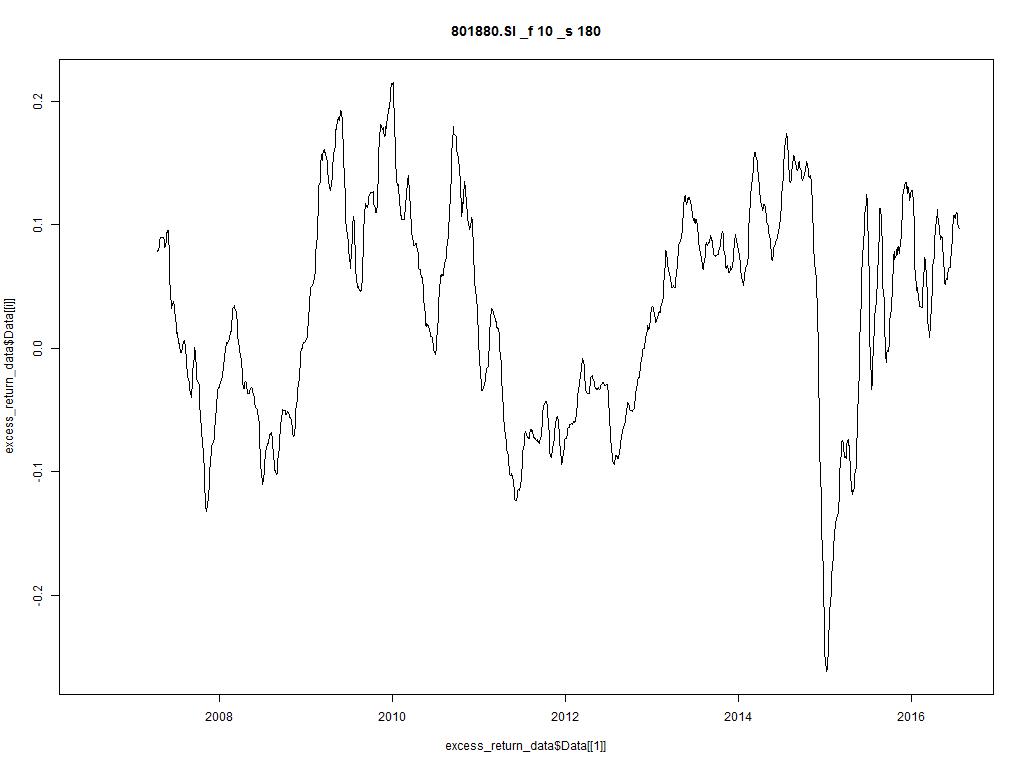 801880.SI _f 10 _s 180
0.2
0.1
0.0
-0.1
-0.2
excess_return_data$Data[[i]]
2008 2010 2012 2014 2016
excess_return_data$Data[[1]]